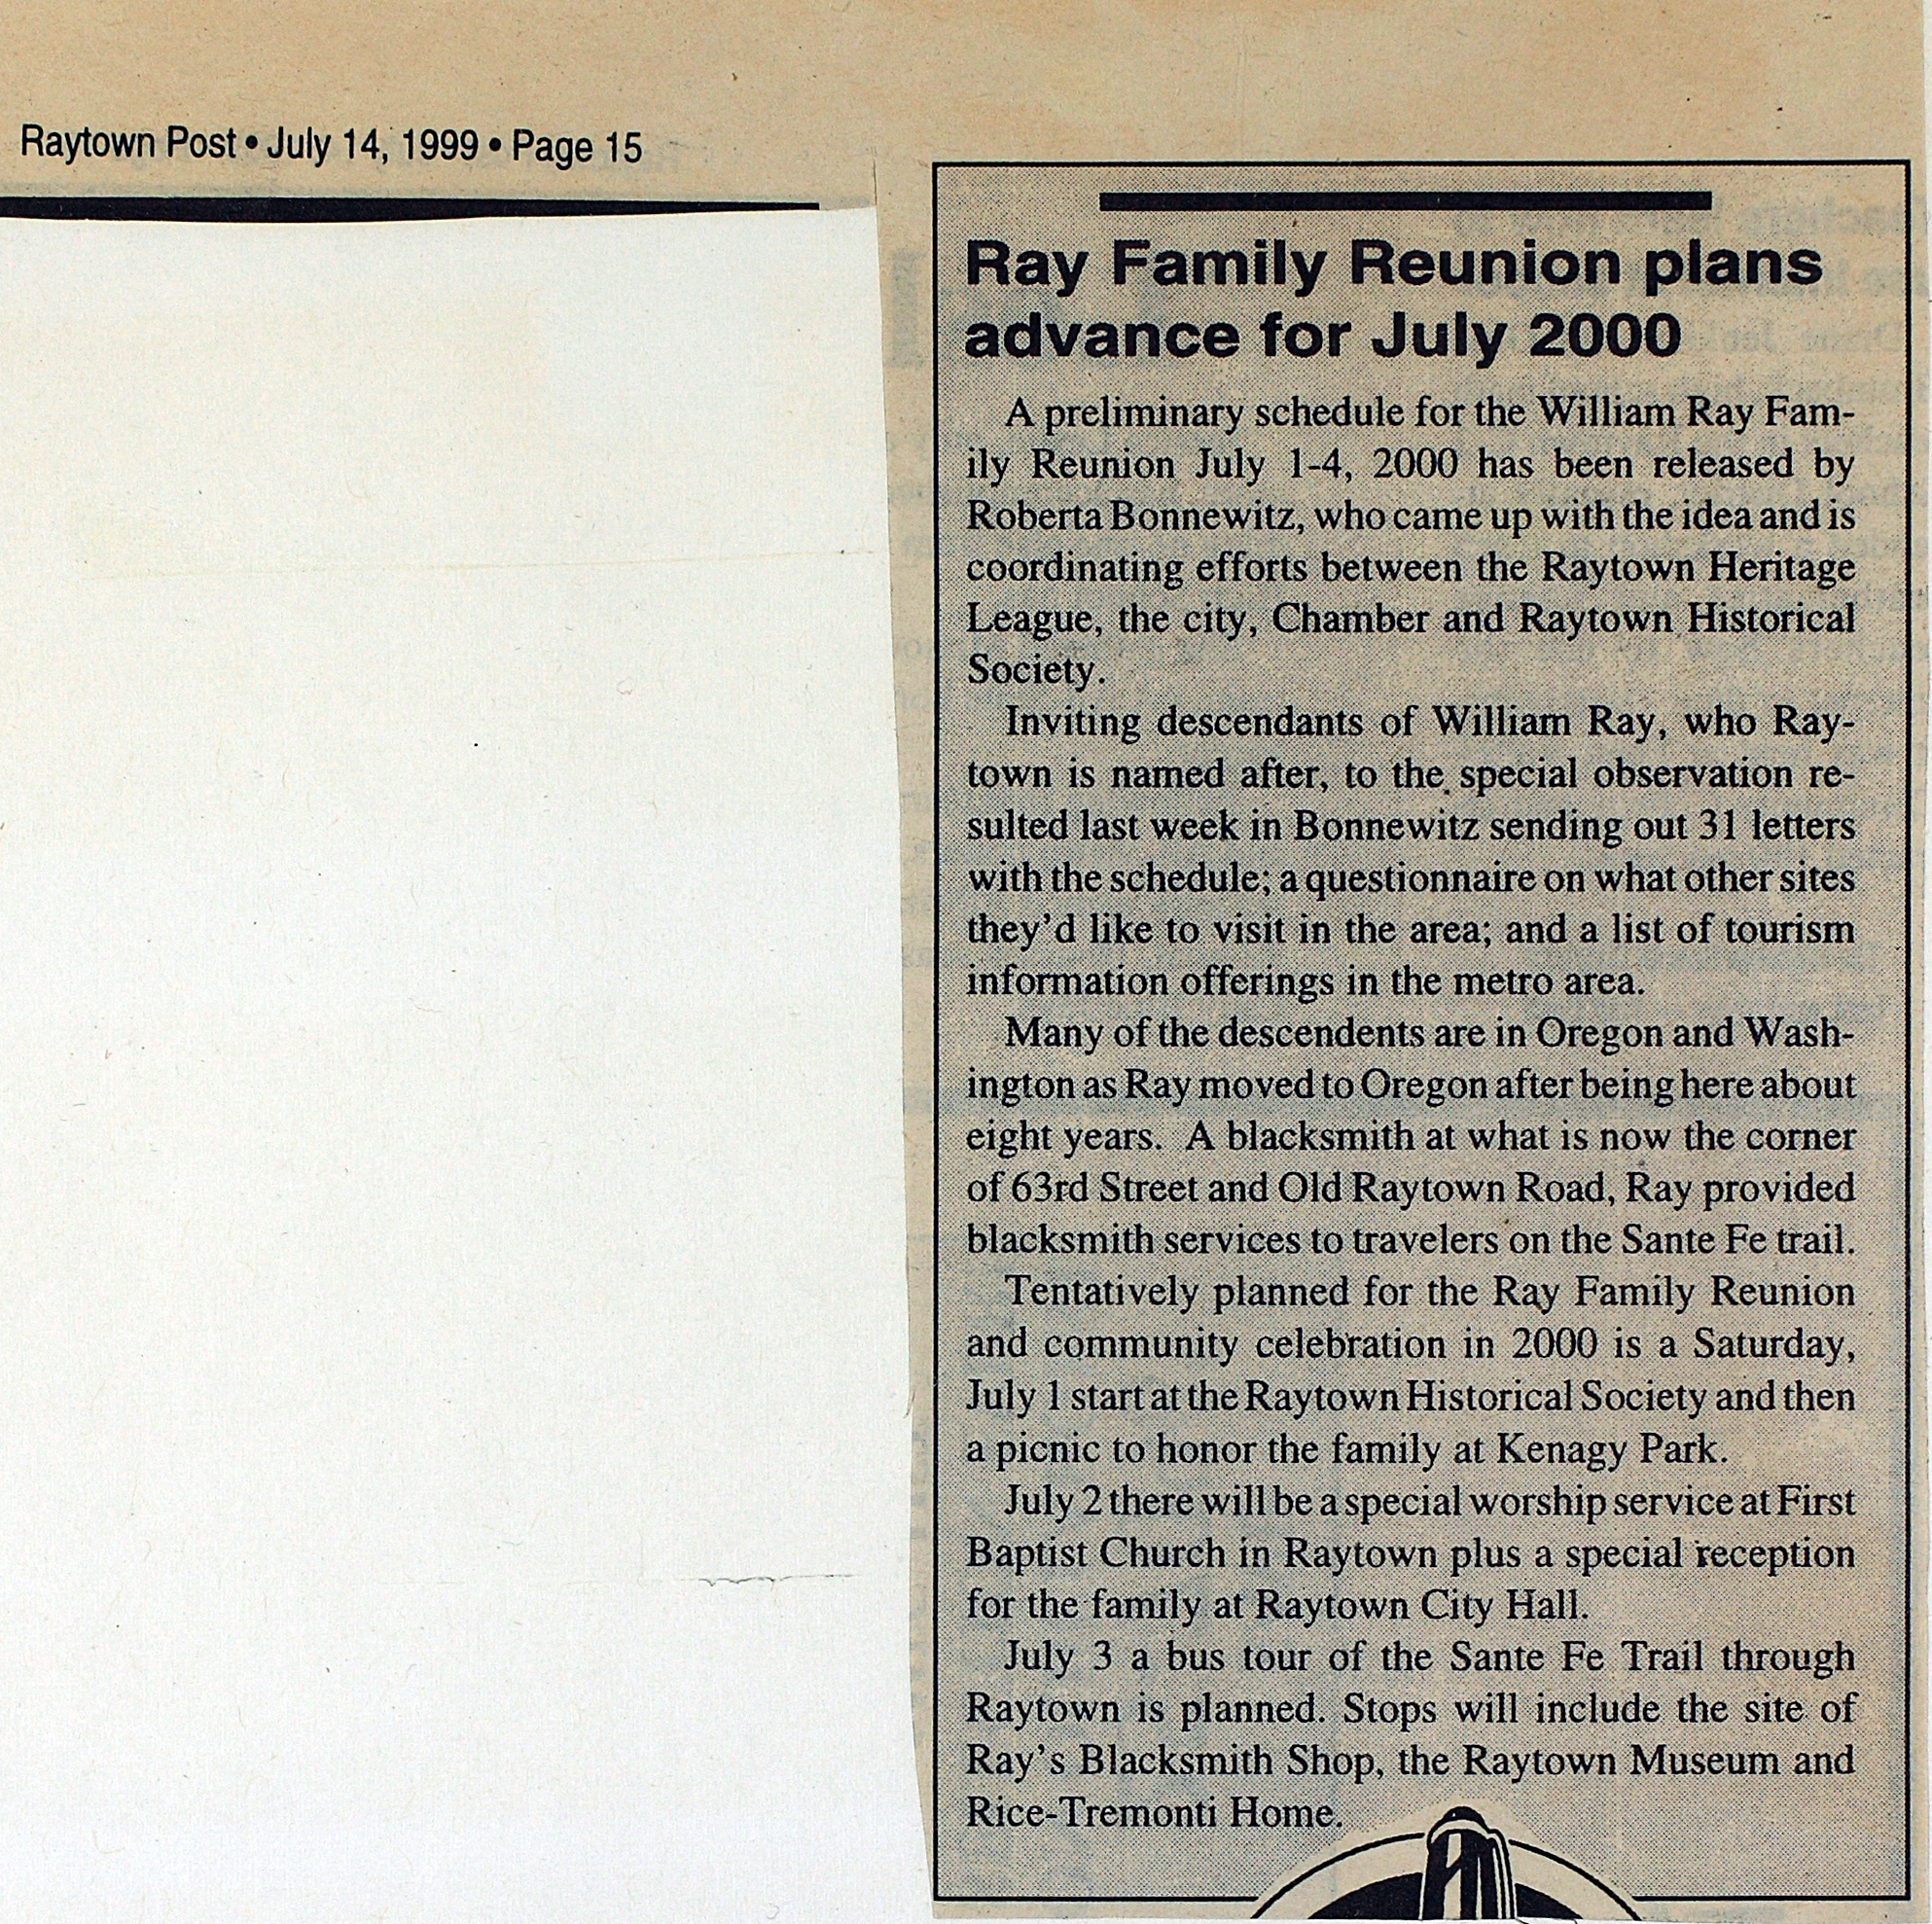 Raytown Post • July 14, 1999 • Page 15
Ray Family Reunion plans
advance for July 2000
A preliminary schedule for the William Ray Fam-
ily Reunion July 1-4, 2000 has been released by
Roberta Bonnewitz, who came up with the idea and is
coordinating efforts between the Raytown Heritage
League, the city, Chamber and Raytown Historical
Society.
Inviting descendants of William Ray, who Ray-
town is named after, to the special observation re-
sulted last week in Bonnewitz sending out 31 letters
with the schedule; a questionnaire on what other sites
they'd like to visit in the area; and a list of tourism
information offerings in the metro area.
Many of the descendents are in Oregon and Wash-
ington as Ray moved to Oregon after being here about
eight years. A blacksmith at what is now the corner
of 63rd Street and Old Raytown Road, Ray provided
blacksmith services to travelers on the Sante Fe trail.
Tentatively planned for the Ray Family Reunion
and community celebration in 2000 is a Saturday,
July 1 start at the Raytown Historical Society and then
a picnic to honor the family at Kenagy Park.
July 2 there will be a special worship service at First
Baptist Church in Raytown plus a special reception
for the family at Raytown City Hall.
July 3 a bus tour of the Sante Fe Trail through
Raytown is planned. Stops will include the site of
Ray's Blacksmith Shop, the Raytown Museum and
Rice-Tremonti Home.